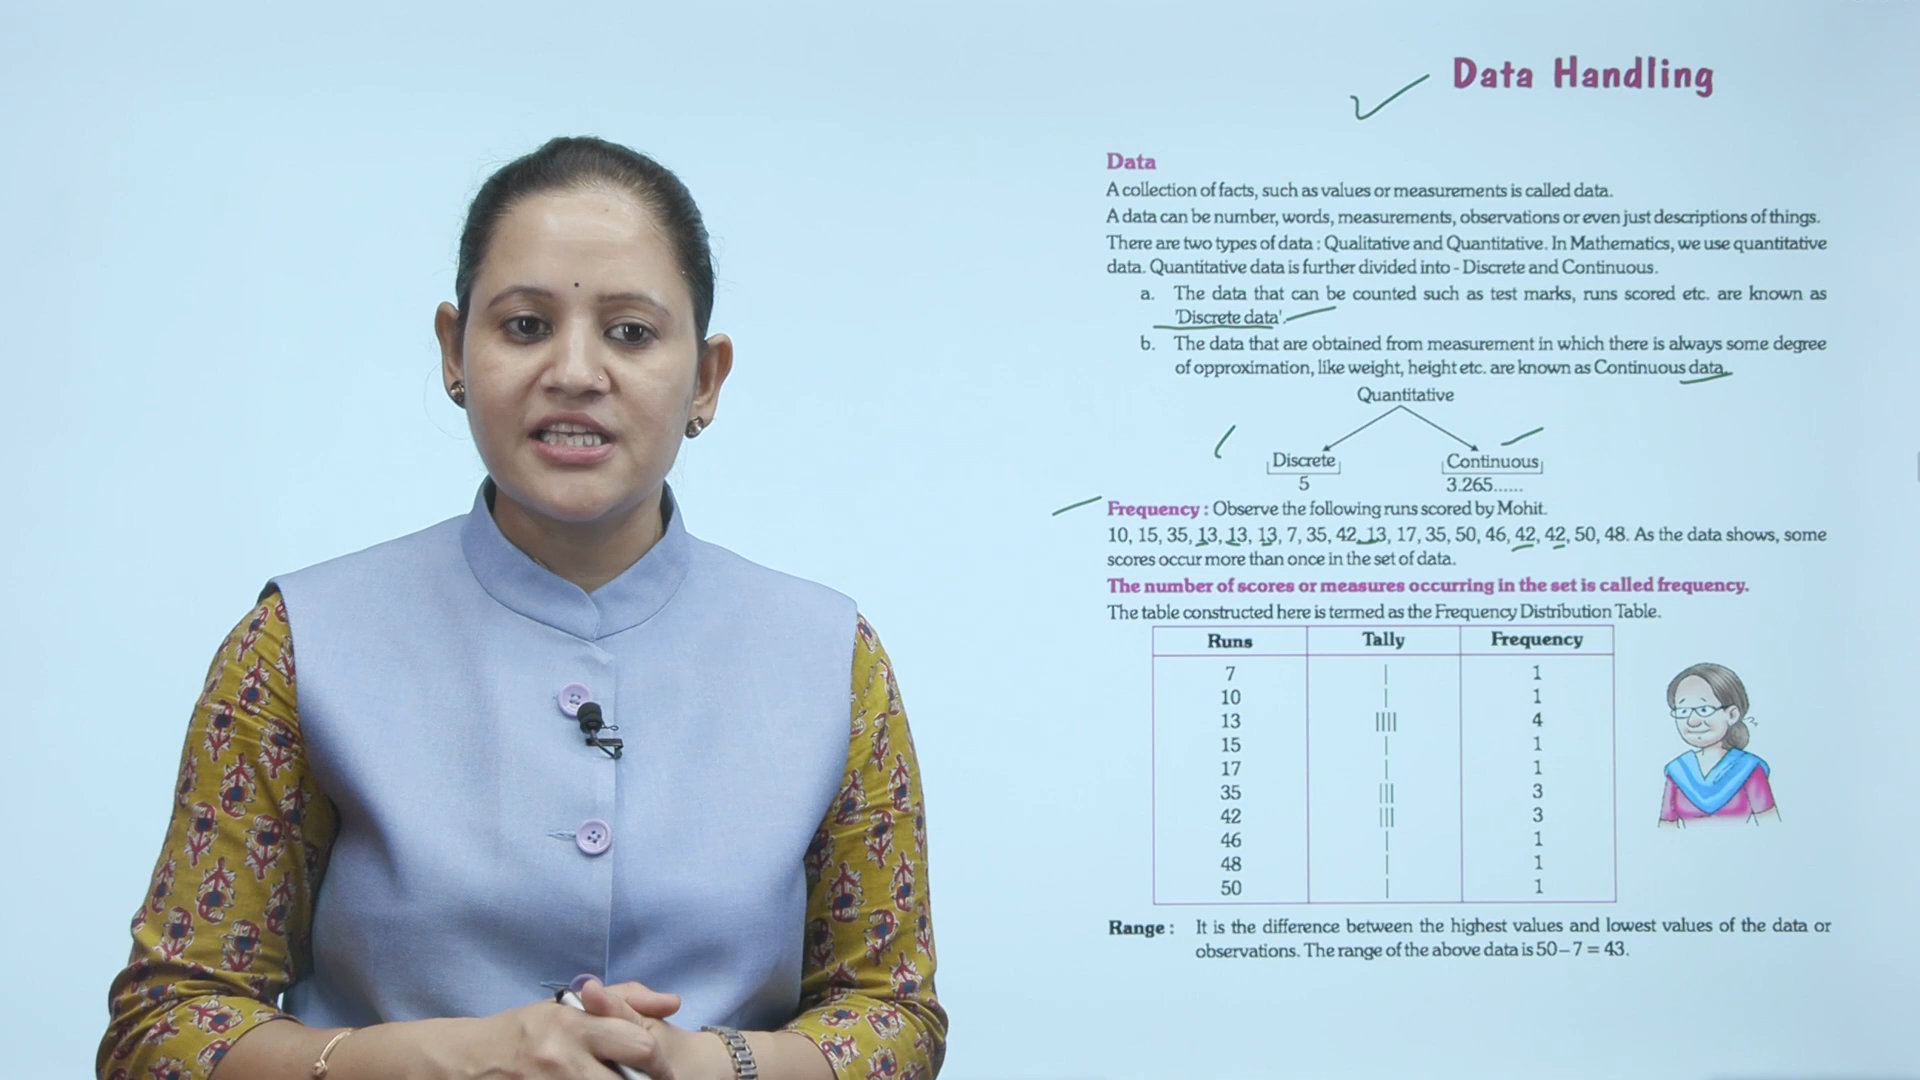 Data Handling
Data
A collection of facts, such as values or measurements is called data.
A data can be number, words, measurements, observations or even just descriptions of things.
There are two types of data : Qualitative and Quantitative. In Mathematics, we use quantitative
data. Quantitative data is further divided into - Discrete and Continuous.
a. The data that can be counted such as test marks, runs scored etc. are known as
'Discrete data'.
b. The data that are obtained from measurement in which there is always some degree
of opproximation, like weight, height etc. are known as Continuous data.
Quantitative
Discrete Continuous
5 3.265......
Frequency : Observe the following runs scored by Mohit.
10, 15, 35, 13, 13, 13, 7, 35, 42, 13, 17, 35, 50, 46, 42, 42, 50, 48. As the data shows, some
scores occur more than once in the set of data.
The number of scores or measures occurring in the set is called frequency.
The table constructed here is termed as the Frequency Distribution Table.
Runs Tally Frequency
7 | 1
10 | 1
13 |||| 4
15 | 1
17 | 1
35 ||| 3
42 ||| 3
46 | 1
48 | 1
50 | 1
Range : It is the difference between the highest values and lowest values of the data or
observations. The range of the above data is 50 – 7 = 43.